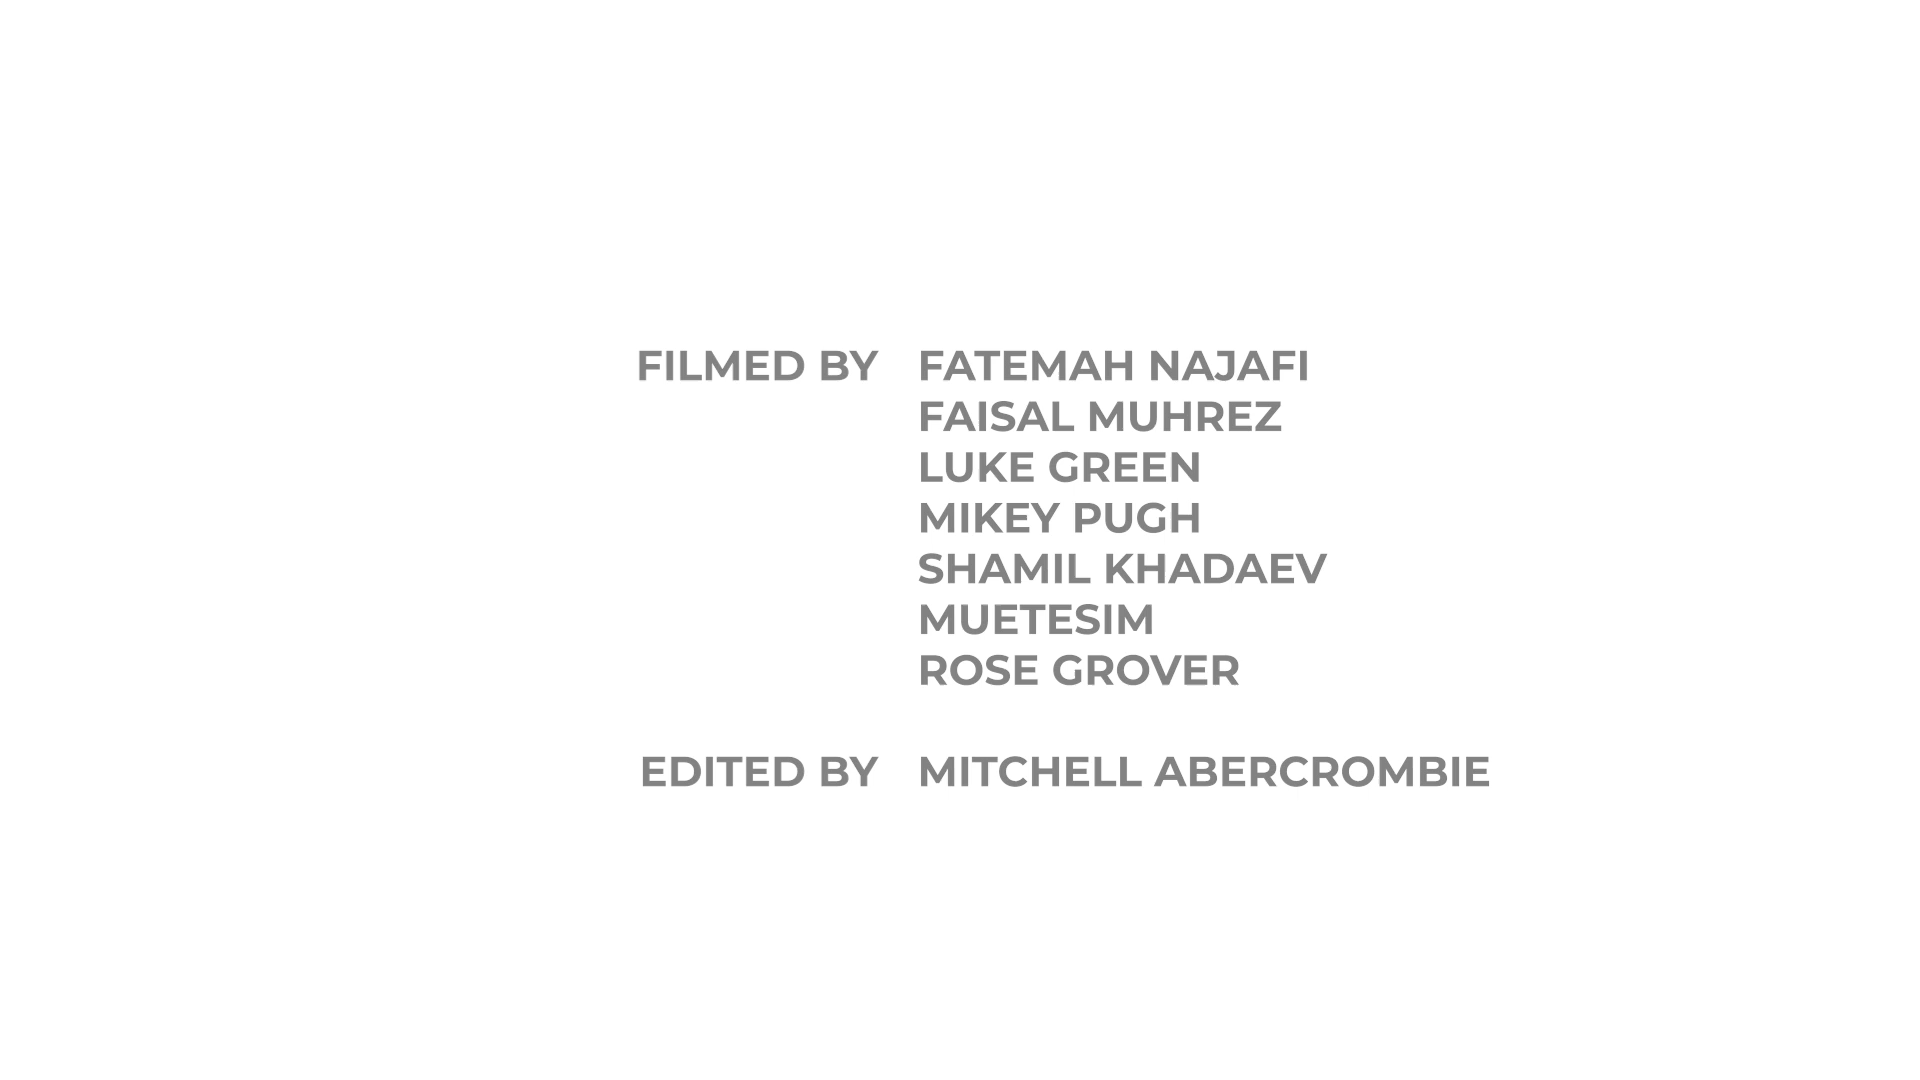 FILMED BY FATEMAH NAJAFI
FAISAL MUHREZ
LUKE GREEN
MIKEY PUGH
SHAMIL KHADAEV
MUETESIM
ROSE GROVER
EDITED BY MITCHELL ABERCROMBIE